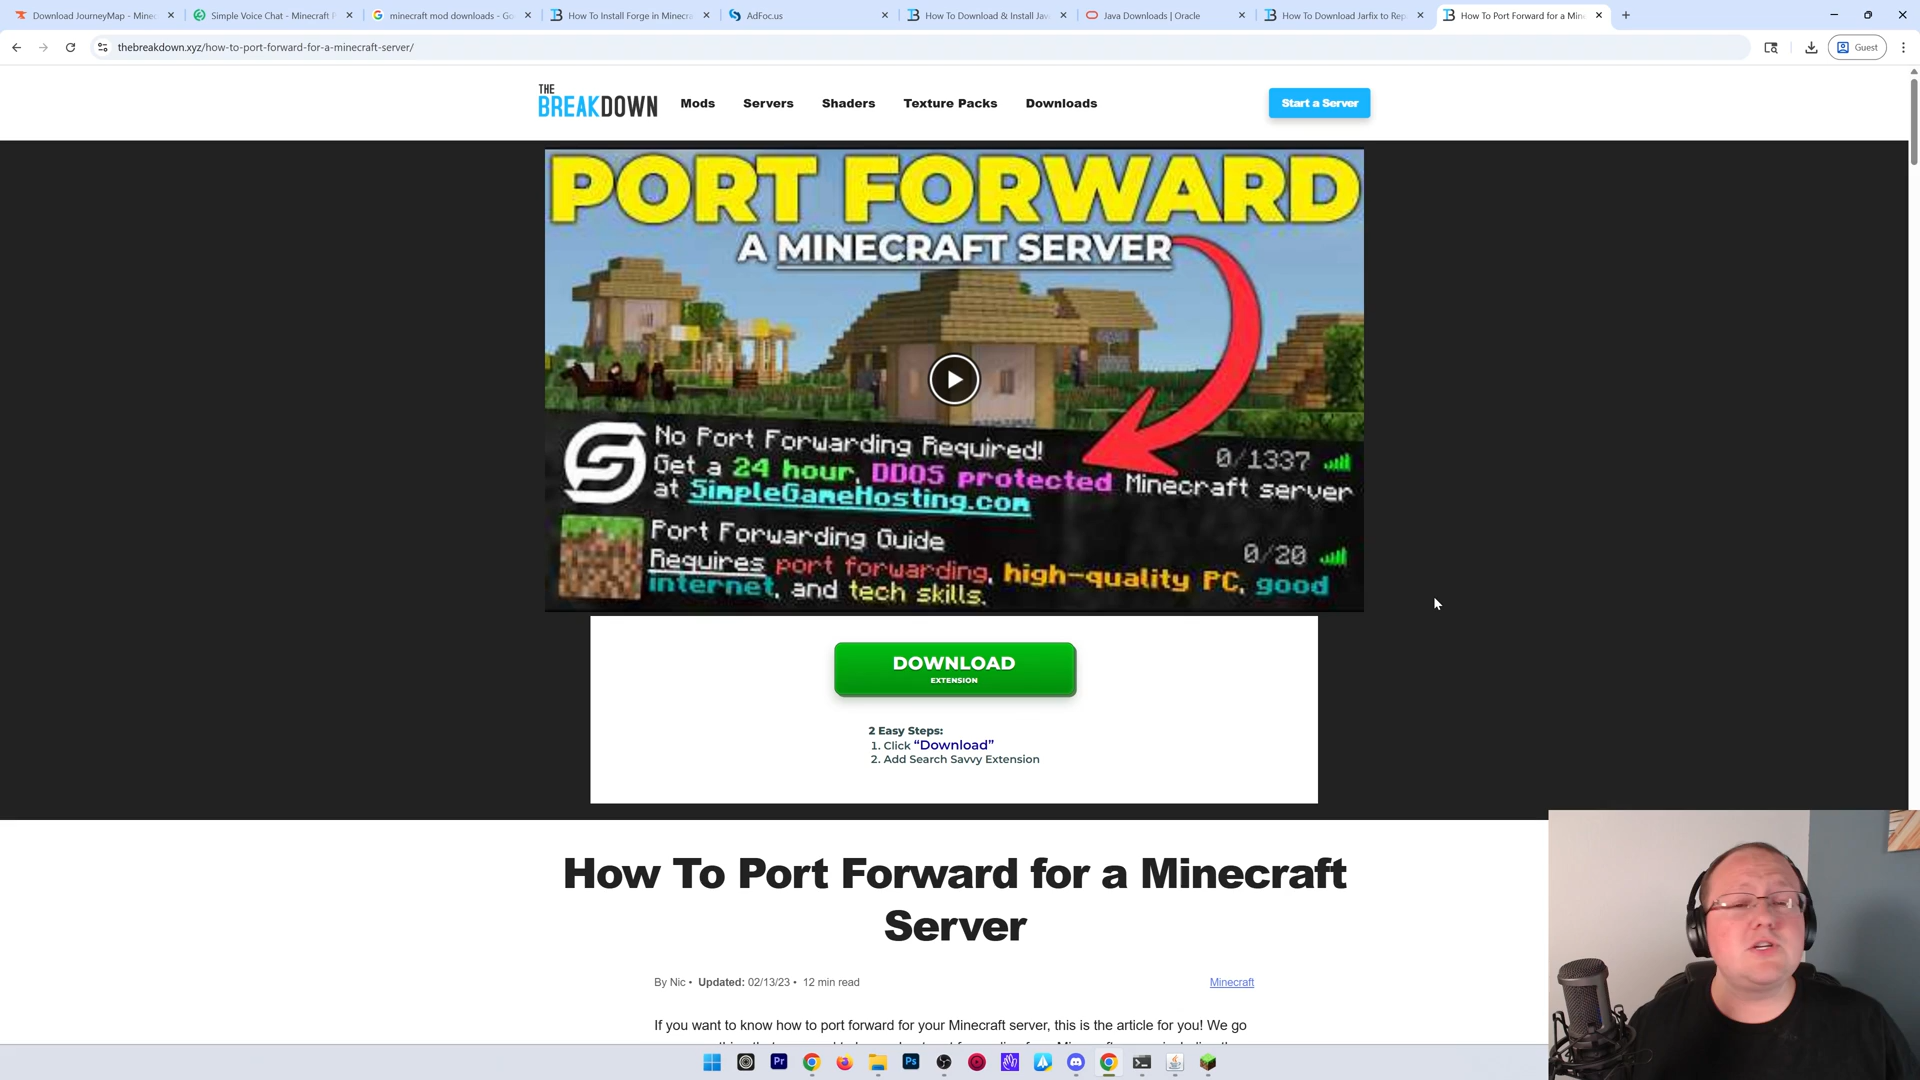 Download JourneyMap - Minec
Simple Voice Chat - Minecraft P
minecraft mod downloads - Go
How To Install Forge in Minecra
AdFoc.us
How To Download & Install Jav
Java Downloads | Oracle
How To Download Jarfix to Rep
How To Port Forward for a Min
thebreakdown.xyz/how-to-port-forward-for-a-minecraft-server/
Guest
THE
BREAKDOWN
Mods
Servers
Shaders
Texture Packs
Downloads
Start a Server
PORT FORWARD
A MINECRAFT SERVER
No Port Forwarding Required!
0/1337
Get a 24 hour, DDOS protected Minecraft server
at SimpleGameHosting.com
Port Forwarding Guide
0/20
Requires port forwarding, high-quality PC, good
internet, and tech skills.
DOWNLOAD
EXTENSION
2 Easy Steps:
1. Click “Download”
2. Add Search Savvy Extension
How To Port Forward for a Minecraft
Server
By Nic • Updated: 02/13/23 • 12 min read
Minecraft
If you want to know how to port forward for your Minecraft server, this is the article for you! We go
Pr
Ps